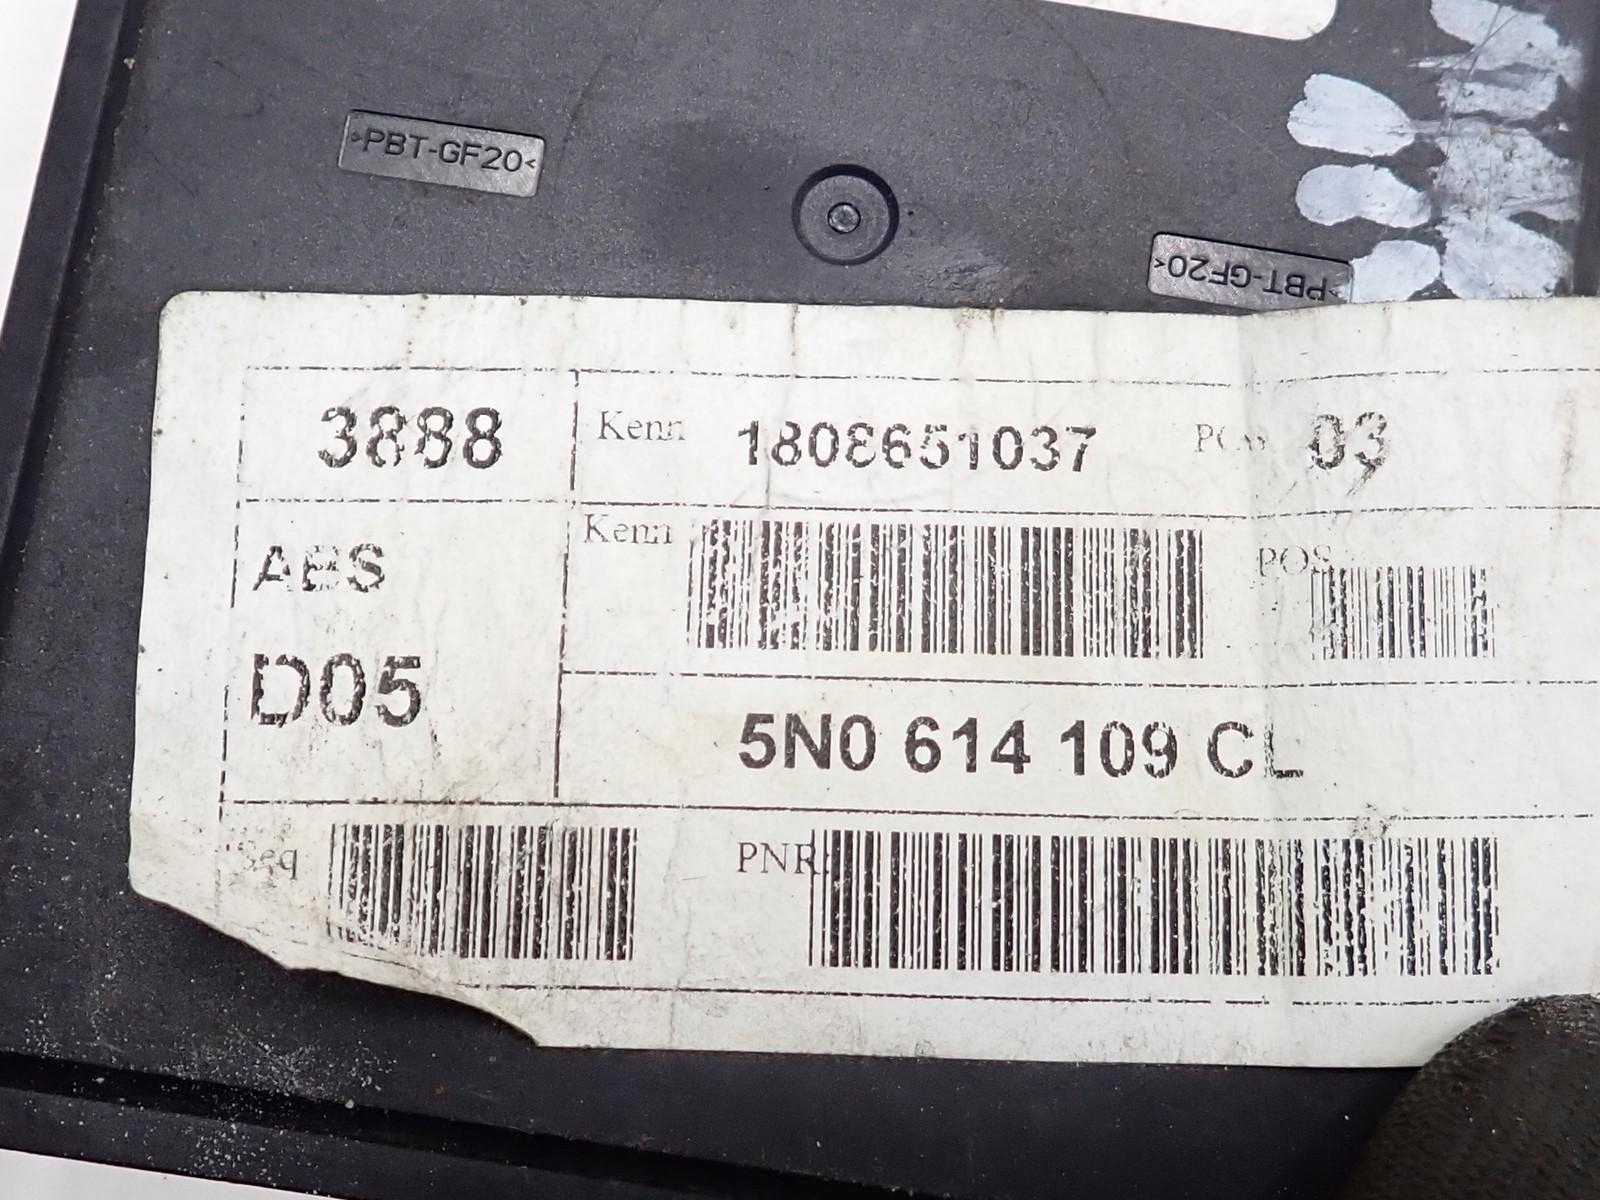 >PBT-GF20<
>PBT-GF20<
3888 Kenn 1808651037 POS 03
Kenn POS
ABS
D05
5N0 614 109 CL
Seq PNR